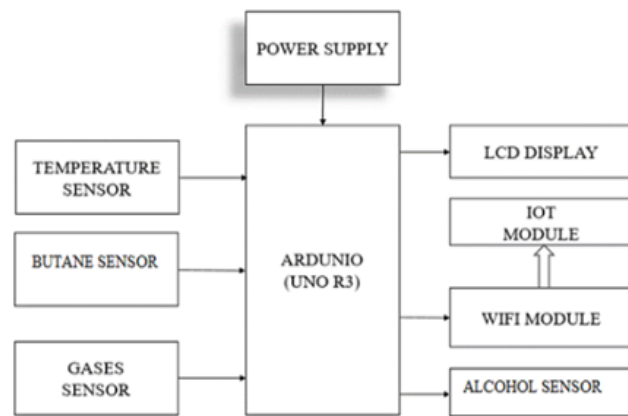 POWER SUPPLY
TEMPERATURE
SENSOR
BUTANE SENSOR
GASES
SENSOR
ARDUNIO
(UNO R3)
LCD DISPLAY
IOT
MODULE
WIFI MODULE
ALCOHOL SENSOR